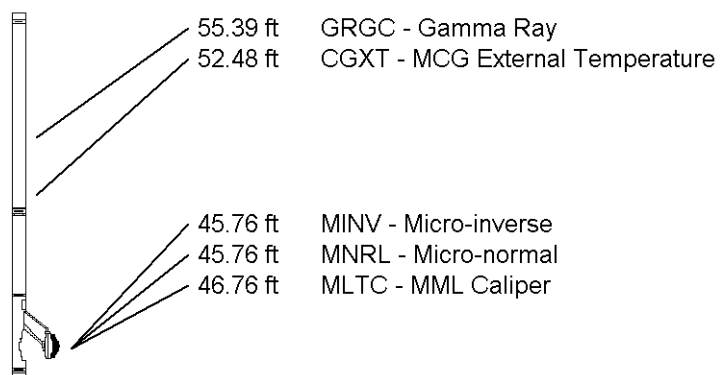 55.39 ft GRGC - Gamma Ray
52.48 ft CGXT - MCG External Temperature
45.76 ft MINV - Micro-inverse
45.76 ft MNRL - Micro-normal
46.76 ft MLTC - MML Caliper